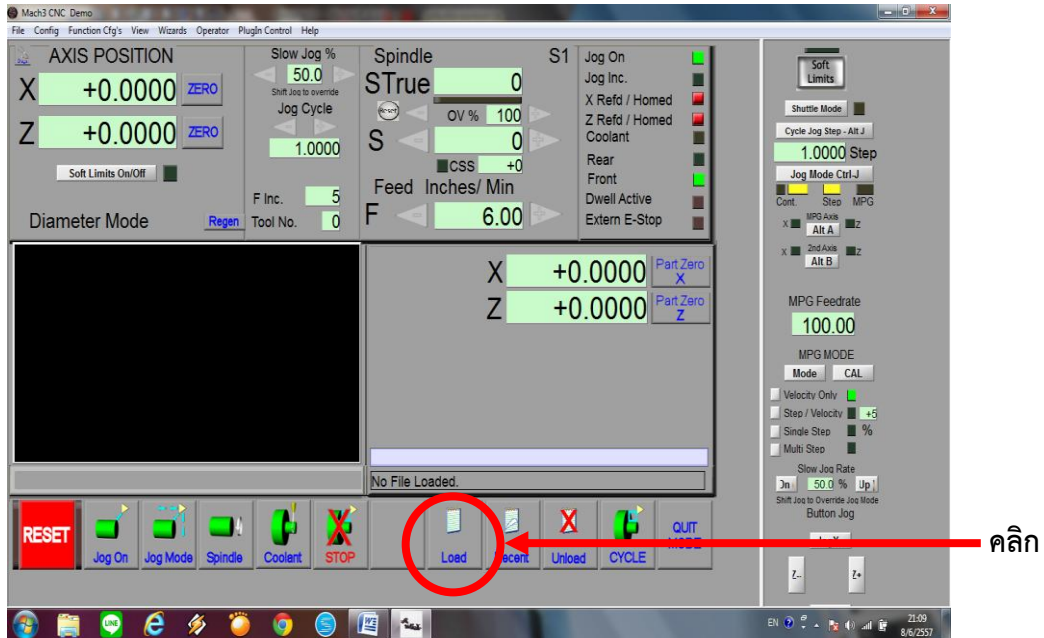 Mach3 CNC Demo
File Config Function Cfg's View Wizards Operator PlugIn Control Help
AXIS POSITION
X +0.0000 ZERO
Z +0.0000 ZERO
Soft Limits On/Off
Diameter Mode Regen
Slow Jog %
50.0
Shift Jog to override
Jog Cycle
1.0000
F Inc. 5
Tool No. 0
Spindle S1
STrue 0
Reset OV % 100
S 0
CSS +0
Feed Inches/ Min
F 6.00
Jog On
Jog Inc.
X Refd / Homed
Z Refd / Homed
Coolant
Rear
Front
Dwell Active
Extern E-Stop
X +0.0000 Part Zero X
Z +0.0000 Part Zero Z
No File Loaded.
RESET
Jog On Jog Mode Spindle Coolent STOP Load Recent Unload CYCLE QUIT
คลิก
Soft Limits
Shuttle Mode
Cycle Jog Step - Alt J
1.0000 Step
Jog Mode Ctrl-J
Cont. Step MPG
MPG Axis
X Alt A Z
2nd Axis
X Alt B Z
MPG Feedrate
100.00
MPG MODE
Mode CAL
Velocity Only
Step / Velocity +5
Single Step %
Multi Step
Slow Jog Rate
Dn 50.0 % Up
Shift Jog to Override Jog Mode
Button Jog
Z- Z+
EN 21:09
8/6/2557